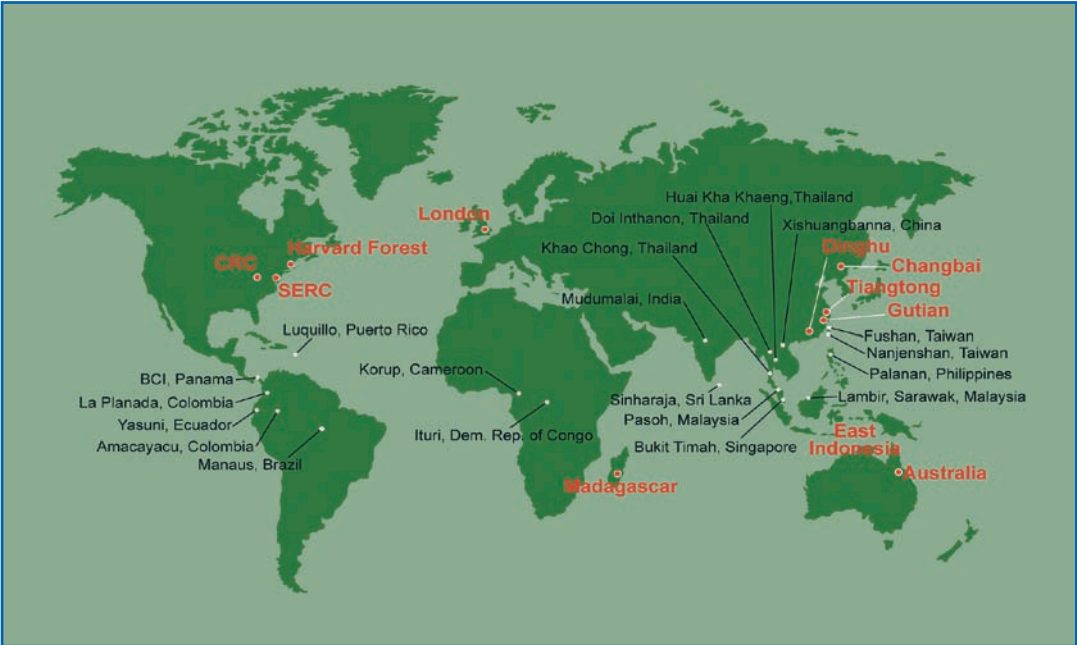 Huai Kha Khaeng,Thailand
London
Doi Inthanon, Thailand
Xishuangbanna, China
Harvard Forest
Khao Chong, Thailand
Dinghu
CRC
Changbai
SERC
Tiangtong
Mudumalai, India
Gutian
Luquillo, Puerto Rico
Fushan, Taiwan
Nanjenshan, Taiwan
Korup, Cameroon
Palanan, Philippines
BCI, Panama
Sinharaja, Sri Lanka
Lambir, Sarawak, Malaysia
La Planada, Colombia
Pasoh, Malaysia
Yasuni, Ecuador
Ituri, Dem. Rep. of Congo
East
Indonesia
Amacayacu, Colombia
Bukit Timah, Singapore
Manaus, Brazil
Australia
Madagascar